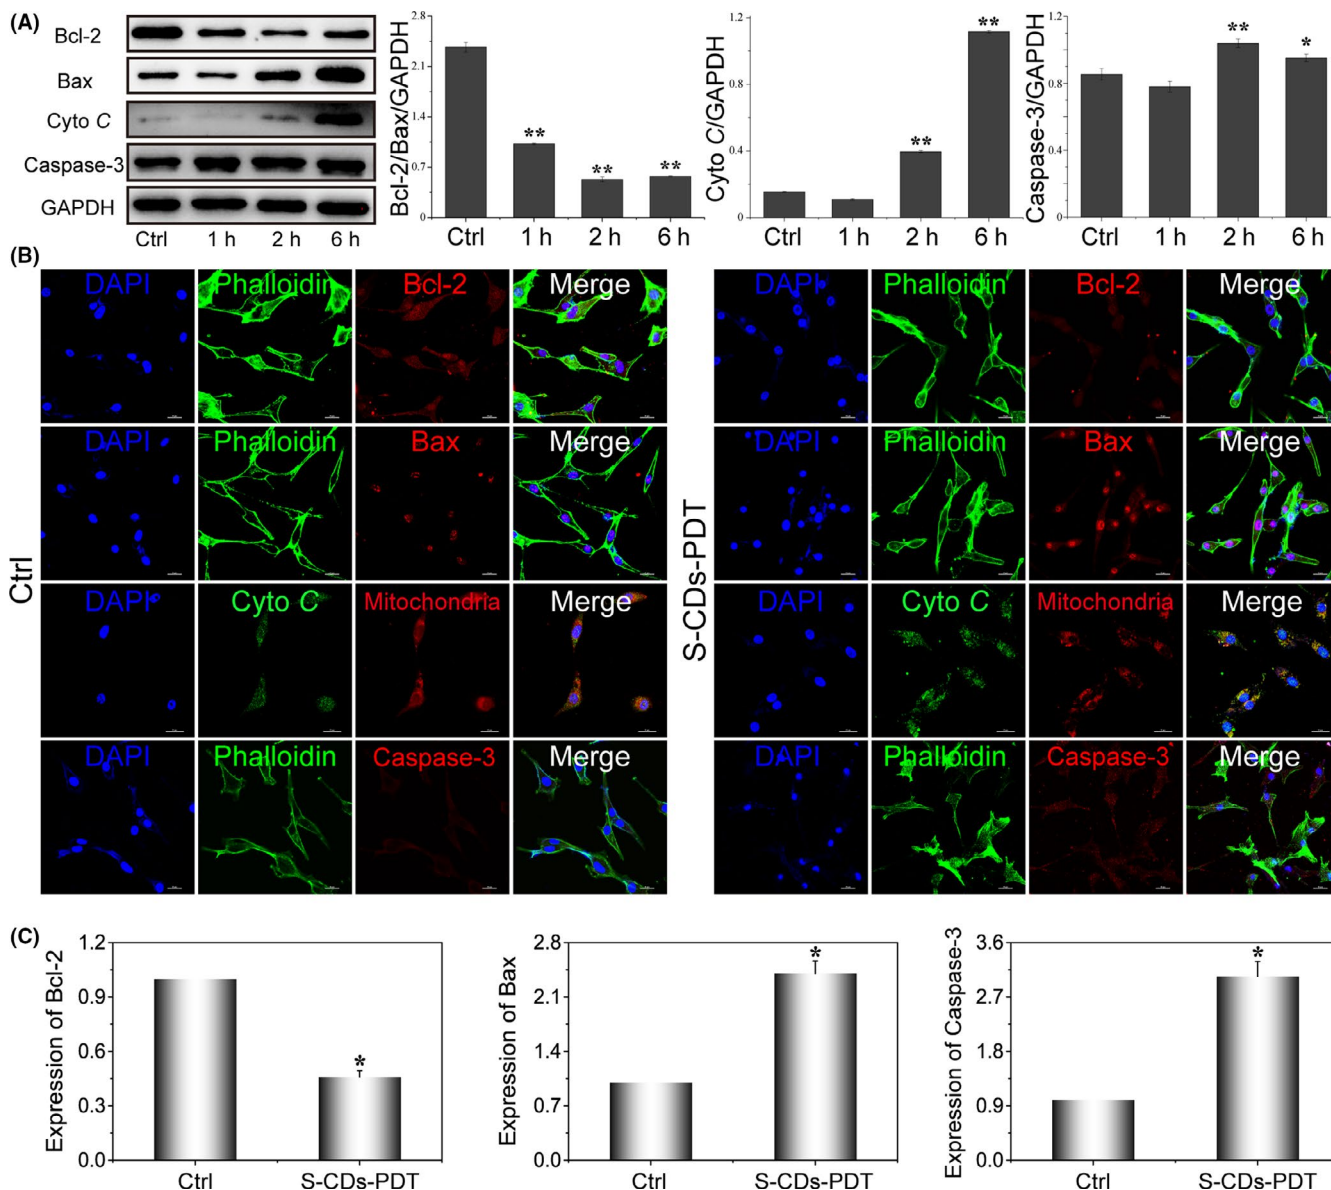 (A)
Bcl-2
Bax
Cyto C
Caspase-3
GAPDH
Ctrl 1 h 2 h 6 h
Bcl-2/Bax/GAPDH
2.8
2.1
1.4
0.7
0
** ** **
Ctrl 1 h 2 h 6 h
Cyto C/GAPDH
1.2
0.8
0.4
0
** **
Ctrl 1 h 2 h 6 h
Caspase-3/GAPDH
1.2
0.8
0.4
0
** *
Ctrl 1 h 2 h 6 h
(B)
Ctrl
DAPI Phalloidin Bcl-2 Merge
DAPI Phalloidin Bax Merge
DAPI Cyto C Mitochondria Merge
DAPI Phalloidin Caspase-3 Merge
S-CDs-PDT
DAPI Phalloidin Bcl-2 Merge
DAPI Phalloidin Bax Merge
DAPI Cyto C Mitochondria Merge
DAPI Phalloidin Caspase-3 Merge
(C)
Expression of Bcl-2
1.2
0.9
0.6
0.3
0.0
*
Ctrl S-CDs-PDT
Expression of Bax
2.8
2.1
1.4
0.7
0.0
*
Ctrl S-CDs-PDT
Expression of Caspase-3
3.6
2.7
1.8
0.9
0.0
*
Ctrl S-CDs-PDT